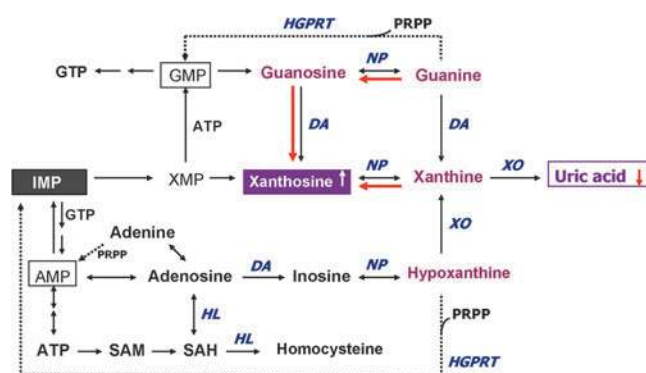 HGPRT PRPP
GTP GMP Guanosine NP Guanine
ATP DA DA
IMP XMP Xanthosine ↑ NP Xanthine XO Uric acid ↓
GTP Adenine XO
PRPP
AMP Adenosine DA Inosine NP Hypoxanthine
HL PRPP
ATP SAM SAH HL Homocysteine
HGPRT